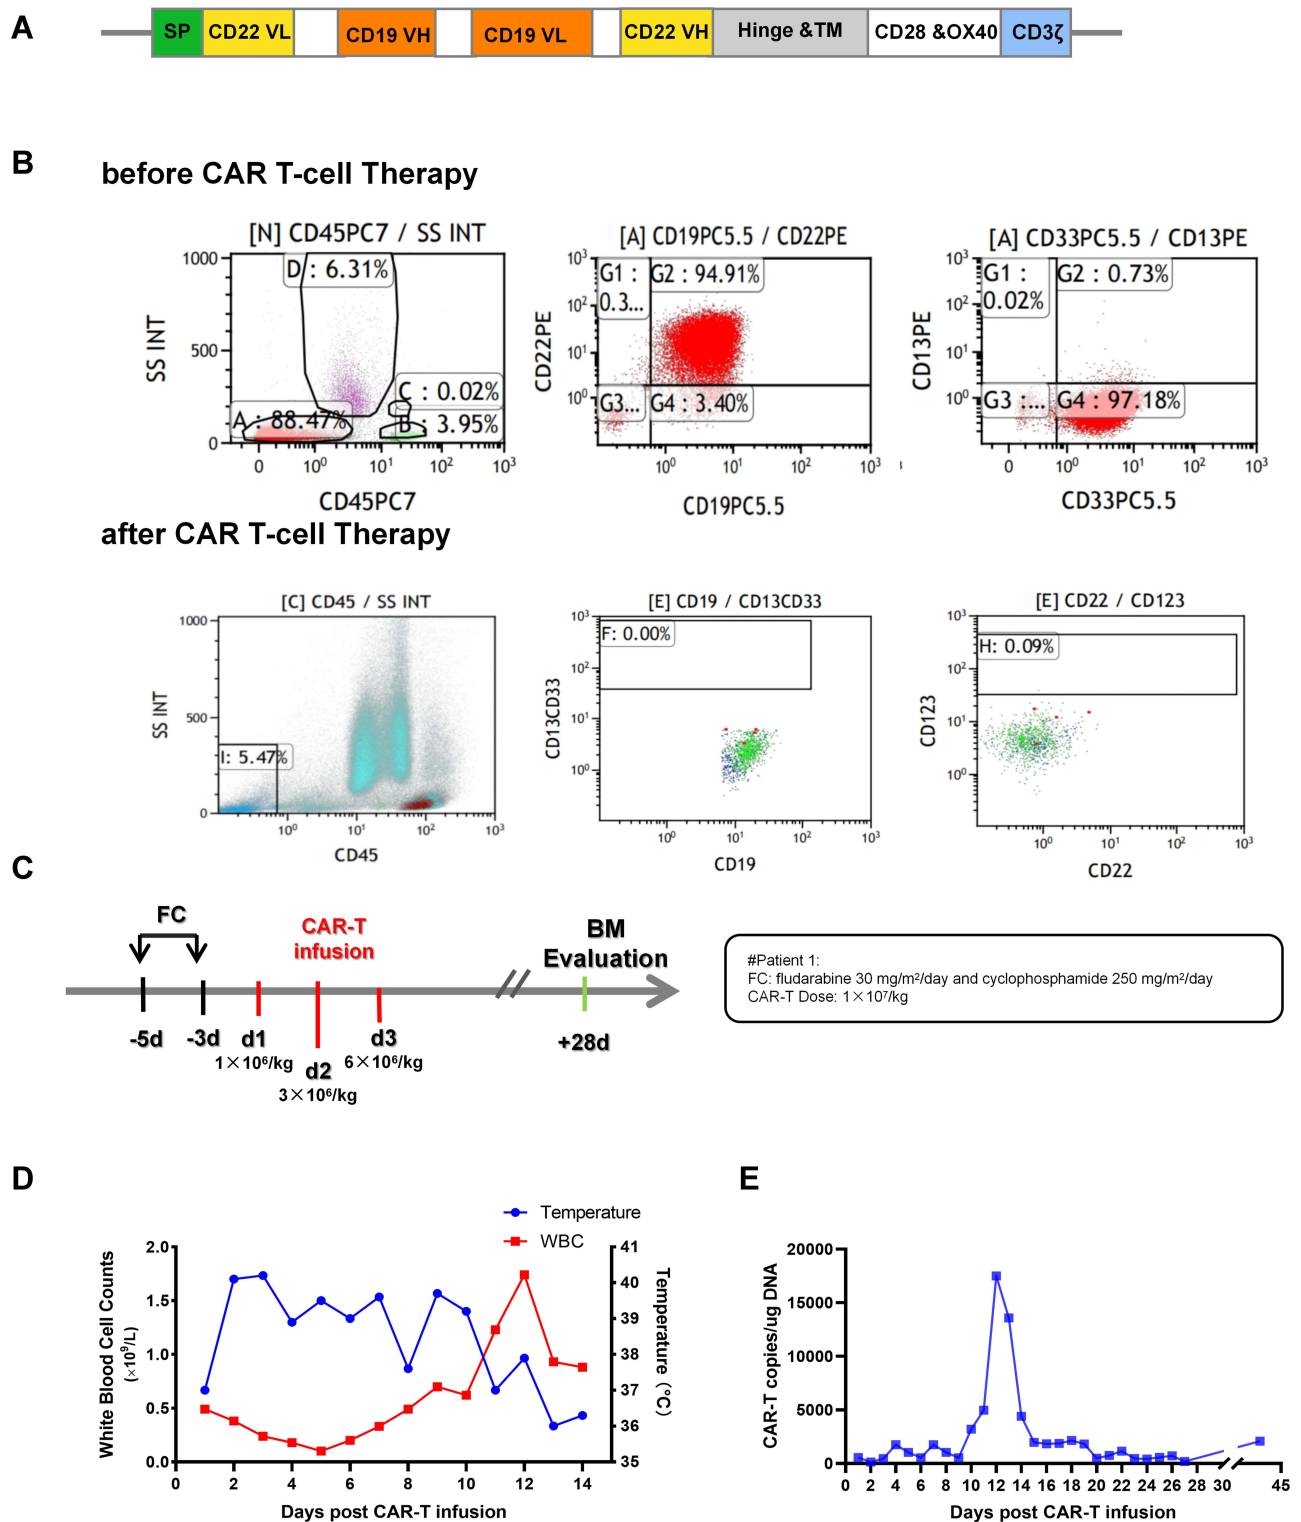 A
SP
CD22 VL
CD19 VH
CD19 VL
CD22 VH
Hinge &TM
CD28 &OX40
CD3ζ
B
before CAR T-cell Therapy
[N] CD45PC7 / SS INT
1000
500
0
SS INT
D : 6.31%
C : 0.02%
A : 88.47%
B : 3.95%
0 10⁰ 10¹ 10² 10³
CD45PC7
[A] CD19PC5.5 / CD22PE
10³
10²
10¹
10⁰
CD22PE
G1 :
0.3...
G2 : 94.91%
G3...
G4 : 3.40%
10⁰ 10¹ 10² 10³
CD19PC5.5
[A] CD33PC5.5 / CD13PE
10³
10²
10¹
10⁰
CD13PE
G1 :
0.02%
G2 : 0.73%
G3 :...
G4 : 97.18%
0 10⁰ 10¹ 10² 10³
CD33PC5.5
after CAR T-cell Therapy
[C] CD45 / SS INT
1000
500
0
SS INT
I: 5.47%
10⁰ 10¹ 10² 10³
CD45
[E] CD19 / CD13CD33
10³
10²
10¹
10⁰
CD13CD33
F: 0.00%
10⁰ 10¹ 10² 10³
CD19
[E] CD22 / CD123
10³
10²
10¹
10⁰
CD123
H: 0.09%
10⁰ 10¹ 10² 10³
CD22
C
FC
CAR-T
infusion
BM
Evaluation
-5d
-3d
d1
1×10⁶/kg
d2
3×10⁶/kg
d3
6×10⁶/kg
+28d
#Patient 1:
FC: fludarabine 30 mg/m²/day and cyclophosphamide 250 mg/m²/day
CAR-T Dose: 1×10⁷/kg
D
Temperature
WBC
White Blood Cell Counts
(×10⁹/L)
2.0
1.5
1.0
0.5
0.0
41
40
39
38
37
36
35
Temperature (°C)
0 2 4 6 8 10 12 14
Days post CAR-T infusion
E
CAR-T copies/ug DNA
20000
15000
10000
5000
0
0 2 4 6 8 10 12 14 16 18 20 22 24 26 28 30 45
Days post CAR-T infusion